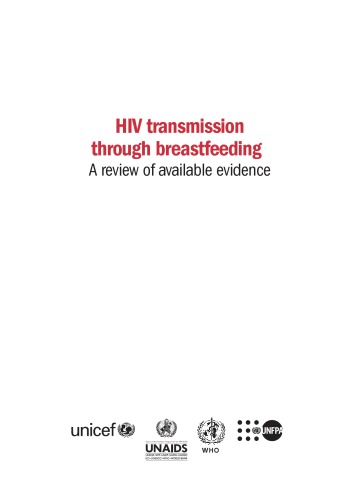 HIV transmission
through breastfeeding
A review of available evidence
unicef
UNAIDS
WHO
UNFPA